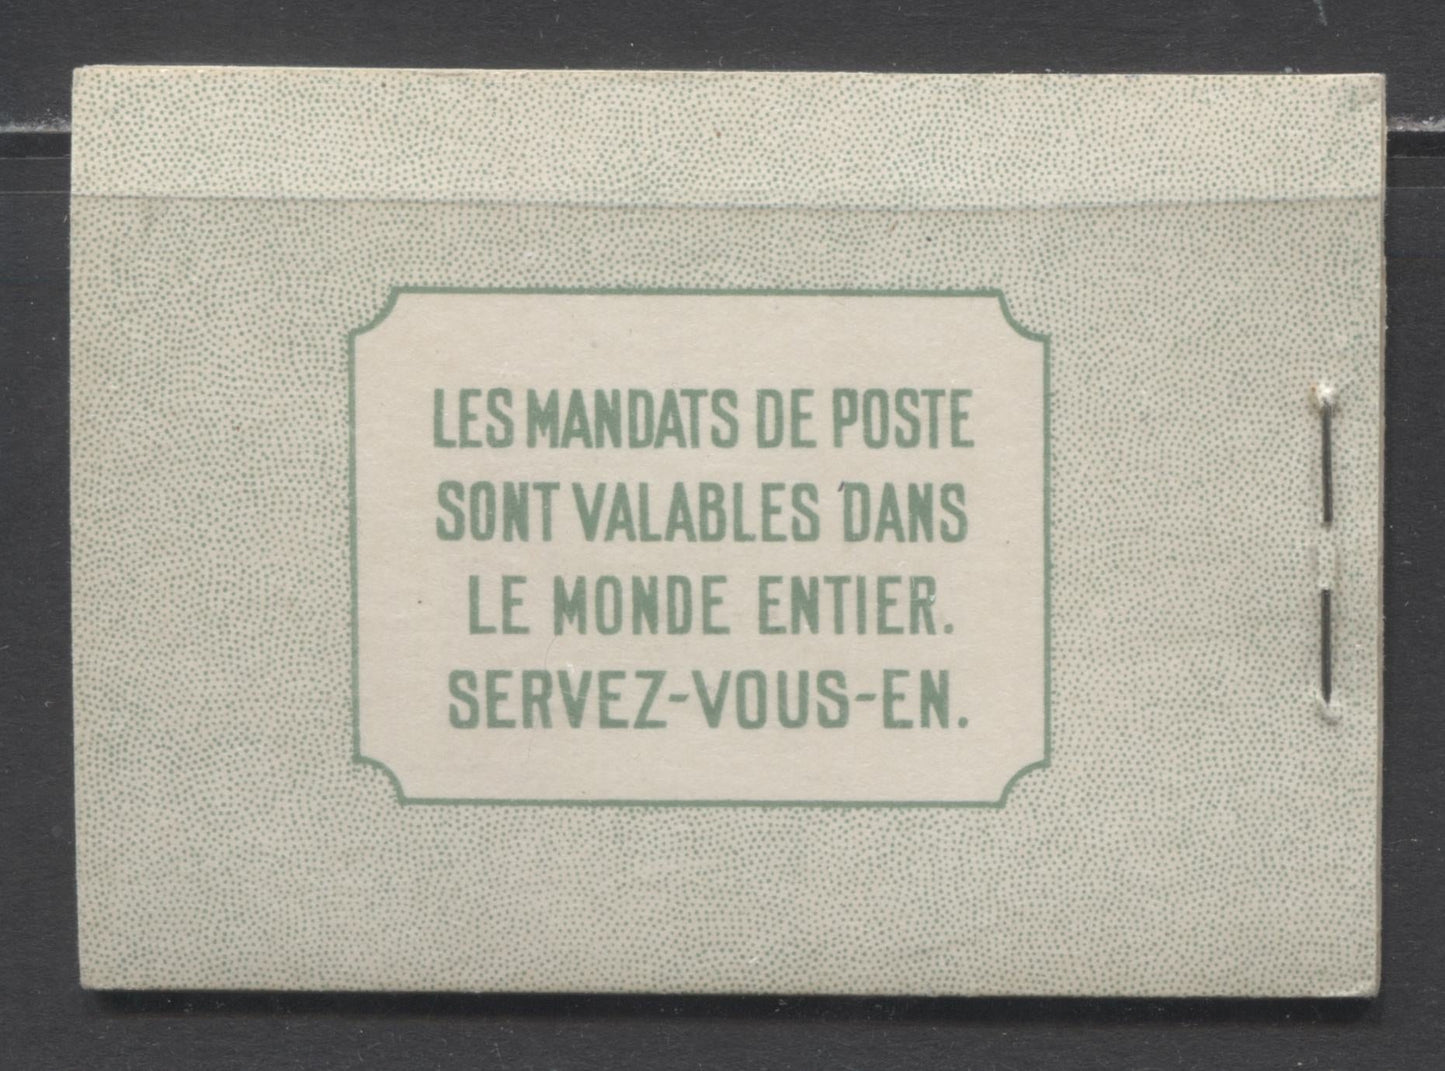 LES MANDATS DE POSTE
SONT VALABLES DANS
LE MONDE ENTIER.
SERVEZ-VOUS-EN.